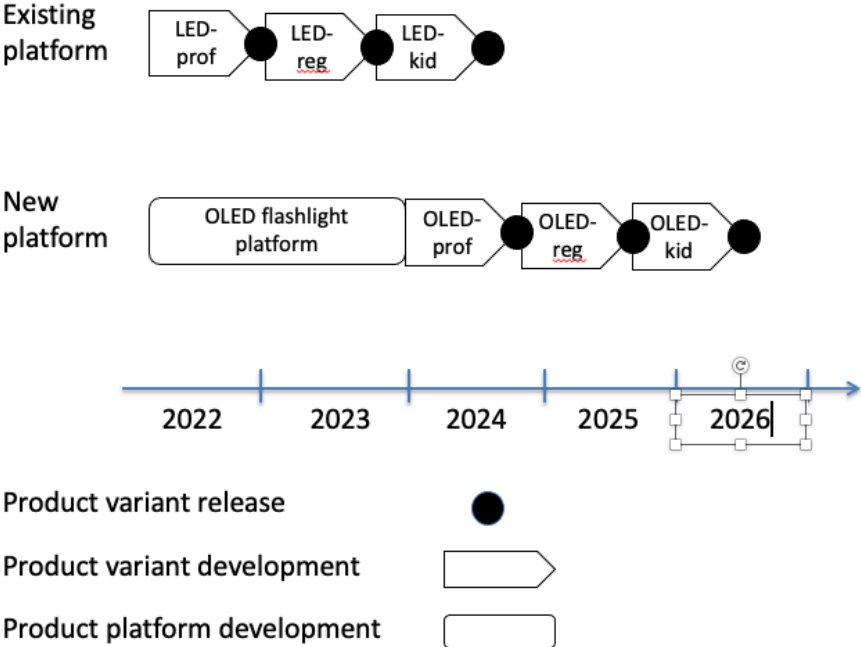 Existing
platform
LED-
prof
LED-
reg
LED-
kid
New
platform
OLED flashlight
platform
OLED-
prof
OLED-
reg
OLED-
kid
2022
2023
2024
2025
2026
Product variant release
Product variant development
Product platform development